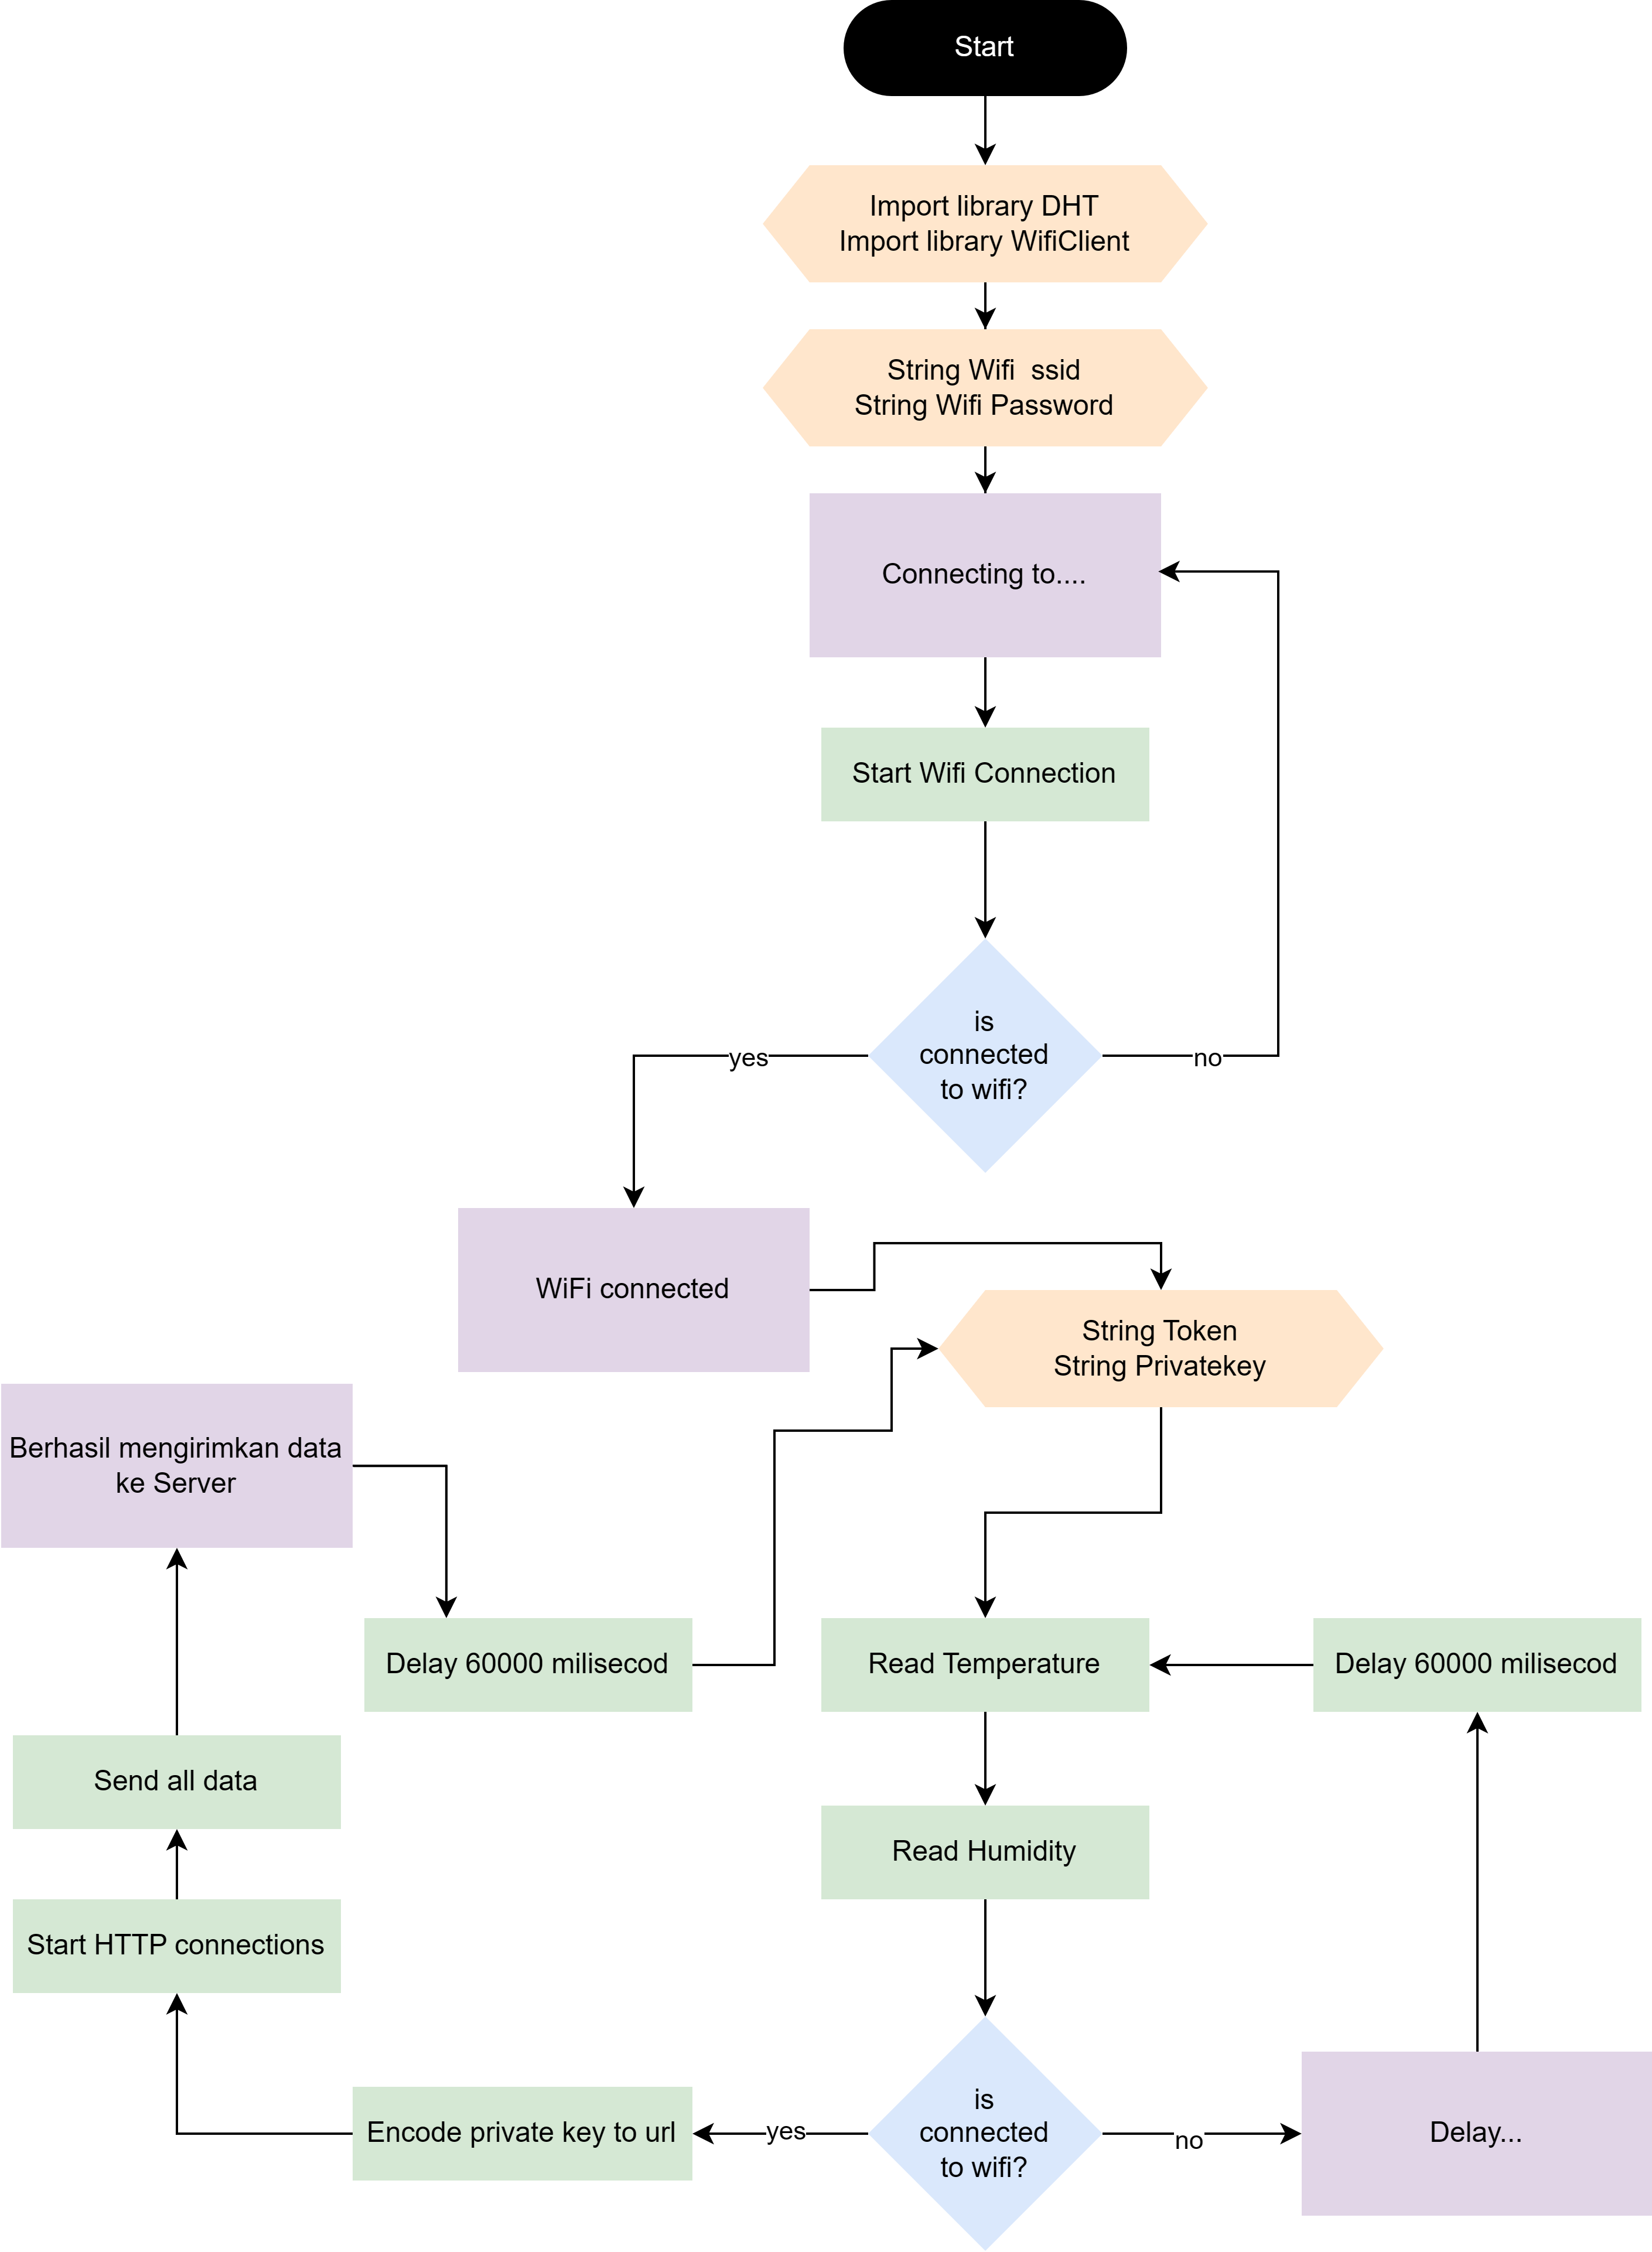 Start
Import library DHT
Import library WifiClient
String Wifi  ssid
String Wifi Password
Connecting to....
Start Wifi Connection
is
connected
to wifi?
yes
no
WiFi connected
String Token
String Privatekey
Berhasil mengirimkan data
ke Server
Delay 60000 milisecod
Read Temperature
Delay 60000 milisecod
Send all data
Read Humidity
Start HTTP connections
is
connected
to wifi?
yes
no
Encode private key to url
Delay...